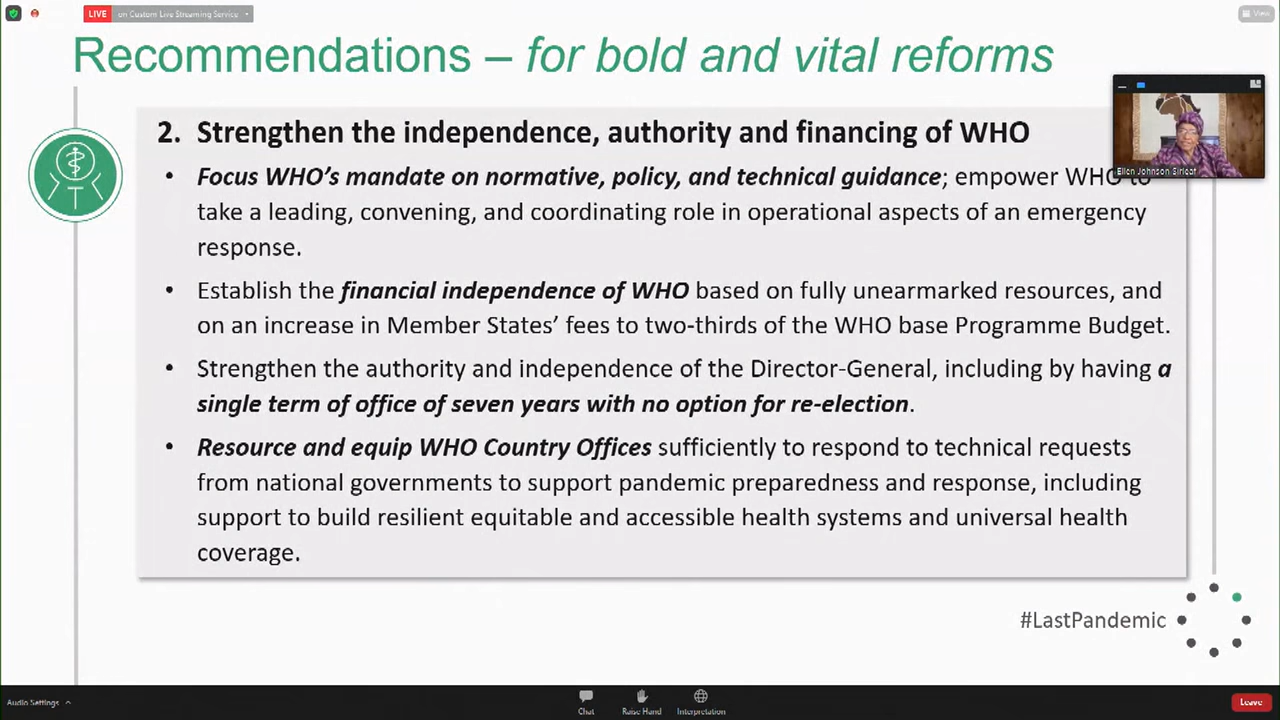 LIVE on Custom Live Streaming Service
View
Recommendations – for bold and vital reforms
Ellen Johnson Sirleaf
2. Strengthen the independence, authority and financing of WHO
• Focus WHO’s mandate on normative, policy, and technical guidance; empower WHO to
take a leading, convening, and coordinating role in operational aspects of an emergency
response.
• Establish the financial independence of WHO based on fully unearmarked resources, and
on an increase in Member States’ fees to two-thirds of the WHO base Programme Budget.
• Strengthen the authority and independence of the Director-General, including by having a
single term of office of seven years with no option for re-election.
• Resource and equip WHO Country Offices sufficiently to respond to technical requests
from national governments to support pandemic preparedness and response, including
support to build resilient equitable and accessible health systems and universal health
coverage.
#LastPandemic
Audio Settings
Chat
Raise Hand
Interpretation
Leave